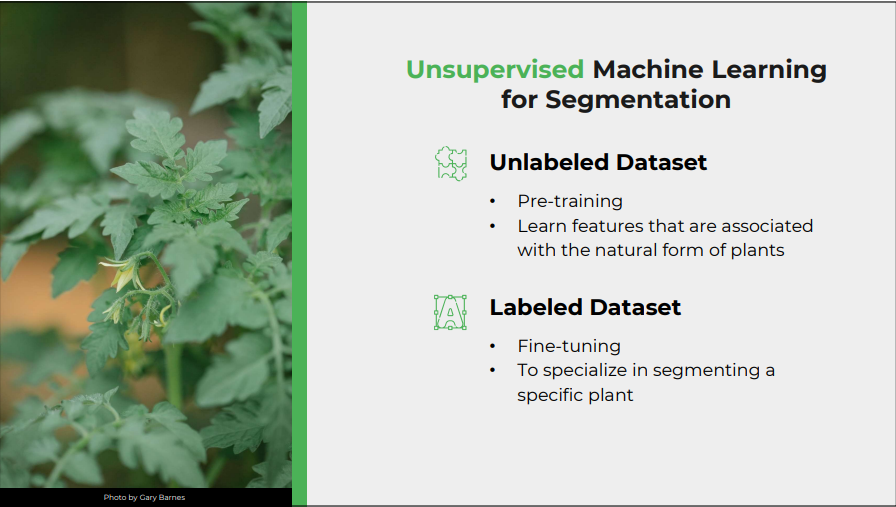 Unsupervised Machine Learning
for Segmentation
Unlabeled Dataset
• Pre-training
• Learn features that are associated
with the natural form of plants
A
Labeled Dataset
• Fine-tuning
• To specialize in segmenting a
specific plant
Photo by Gary Barnes